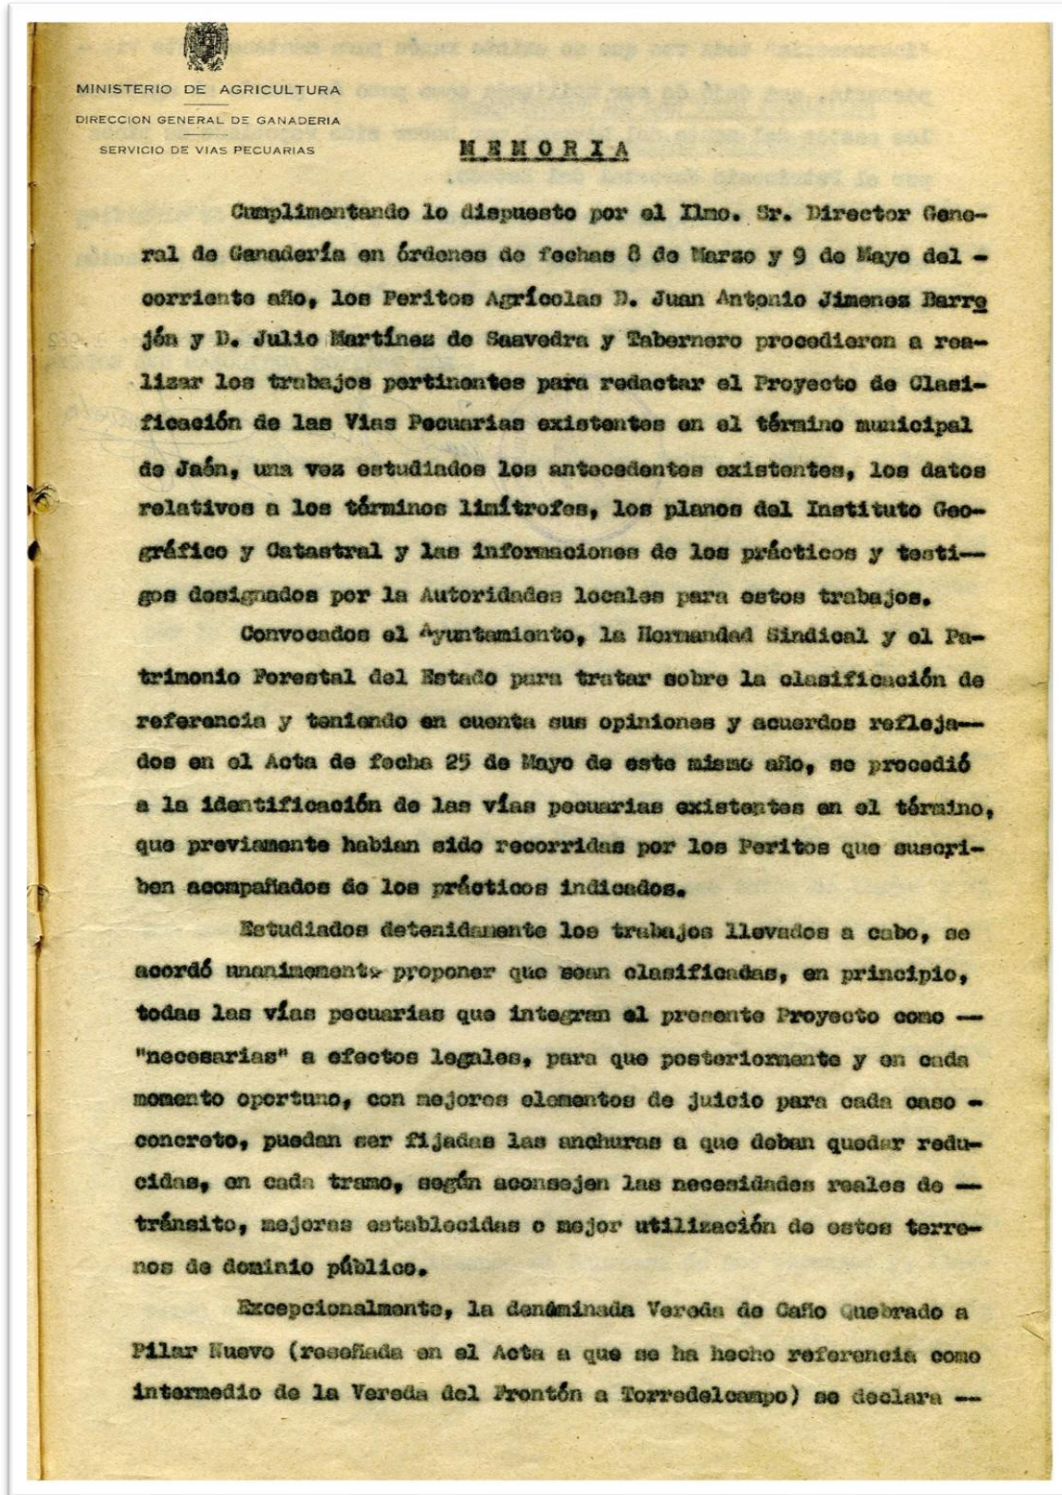 MINISTERIO DE AGRICULTURA
DIRECCION GENERAL DE GANADERIA
SERVICIO DE VIAS PECUARIAS
MEMORIA
Cumplimentando lo dispuesto por el Ilmo. Sr. Director Gene-
ral de Ganadería en órdenes de fechas 8 de Marzo y 9 de Mayo del -
corriente año, los Peritos Agrícolas D. Juan Antonio Jimenez Barra
jón y D. Julio Martínez de Saavedra y Tabernero procedieron a rea-
lizar los trabajos pertinentes para redactar el Proyecto de Clasi-
ficación de las Vias Pecuarias existentes en el término municipal
de Jaén, una vez estudiados los antecedentes existentes, los datos
relativos a los términos limítrofes, los planos del Instituto Geo-
gráfico y Catastral y las informaciones de los prácticos y testi--
gos designados por la Autoridades locales para estos trabajos.
Convocados el Ayuntamiento, la Hermandad Sindical y el Pa-
trimonio Forestal del Estado para tratar sobre la clasificación de
referencia y teniendo en cuenta sus opiniones y acuerdos refleja--
dos en el Acta de fecha 25 de Mayo de este mismo año, se procedió
a la identificación de las vías pecuarias existentes en el término,
que previamente habian sido recorridas por los Peritos que suscri-
ben acompañados de los prácticos indicados.
Estudiados detenidamente los trabajos llevados a cabo, se
acordó unanimemente proponer que sean clasificadas, en principio,
todas las vías pecuarias que integran el presente Proyecto como --
"necesarias" a efectos legales, para que posteriormente y en cada
momento oportuno, con mejores elementos de juicio para cada caso -
concreto, puedan ser fijadas las anchuras a que deban quedar redu-
cidas, en cada tramo, según aconsejen las necesidades reales de --
tránsito, mejoras establecidas o mejor utilización de estos terre-
nos de dominio público.
Excepcionalmente, la denóminada Vereda de Caño Quebrado a
Pilar Nuevo (reseñada en el Acta a que se ha hecho referencia como
intermedio de la Vereda del Frontón a Torredelcampo) se declara --